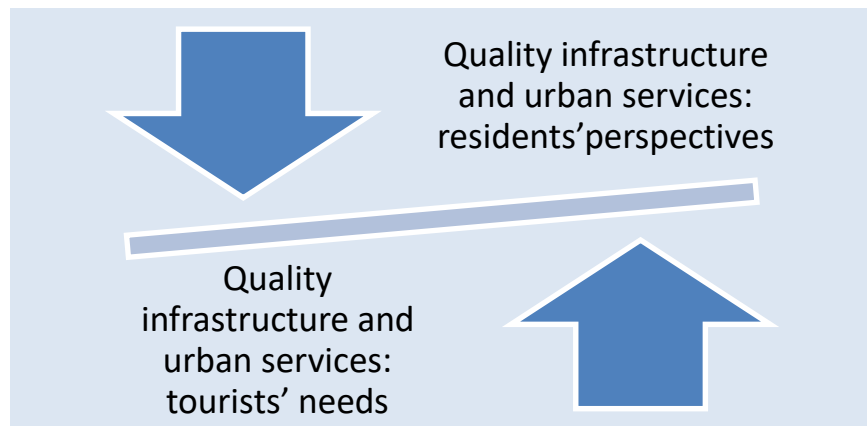 Quality infrastructure
and urban services:
residents’perspectives
Quality
infrastructure and
urban services:
tourists’ needs